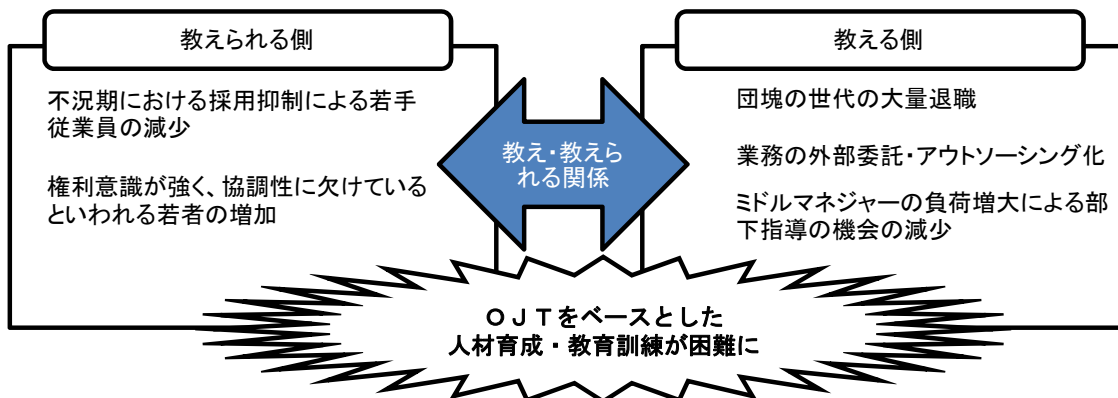 教えられる側
不況期における採用抑制による若手
従業員の減少
権利意識が強く、協調性に欠けている
といわれる若者の増加
教え・教えら
れる関係
教える側
団塊の世代の大量退職
業務の外部委託・アウトソーシング化
ミドルマネジャーの負荷増大による部
下指導の機会の減少
ＯＪＴをベースとした
人材育成・教育訓練が困難に